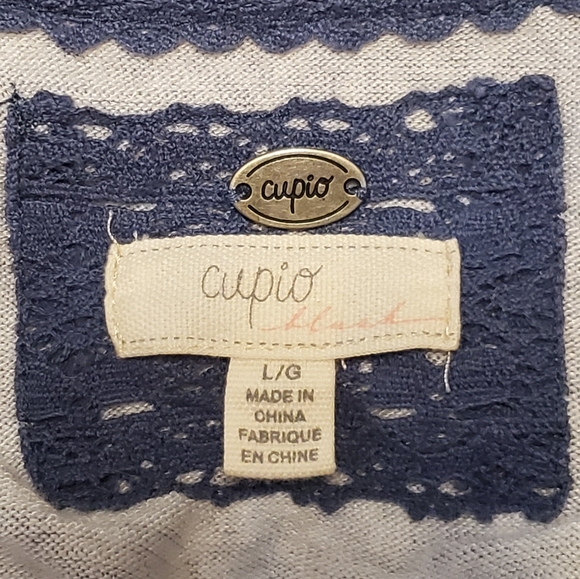 cupio
cupio
blush
L/G
MADE IN
CHINA
FABRIQUE
EN CHINE